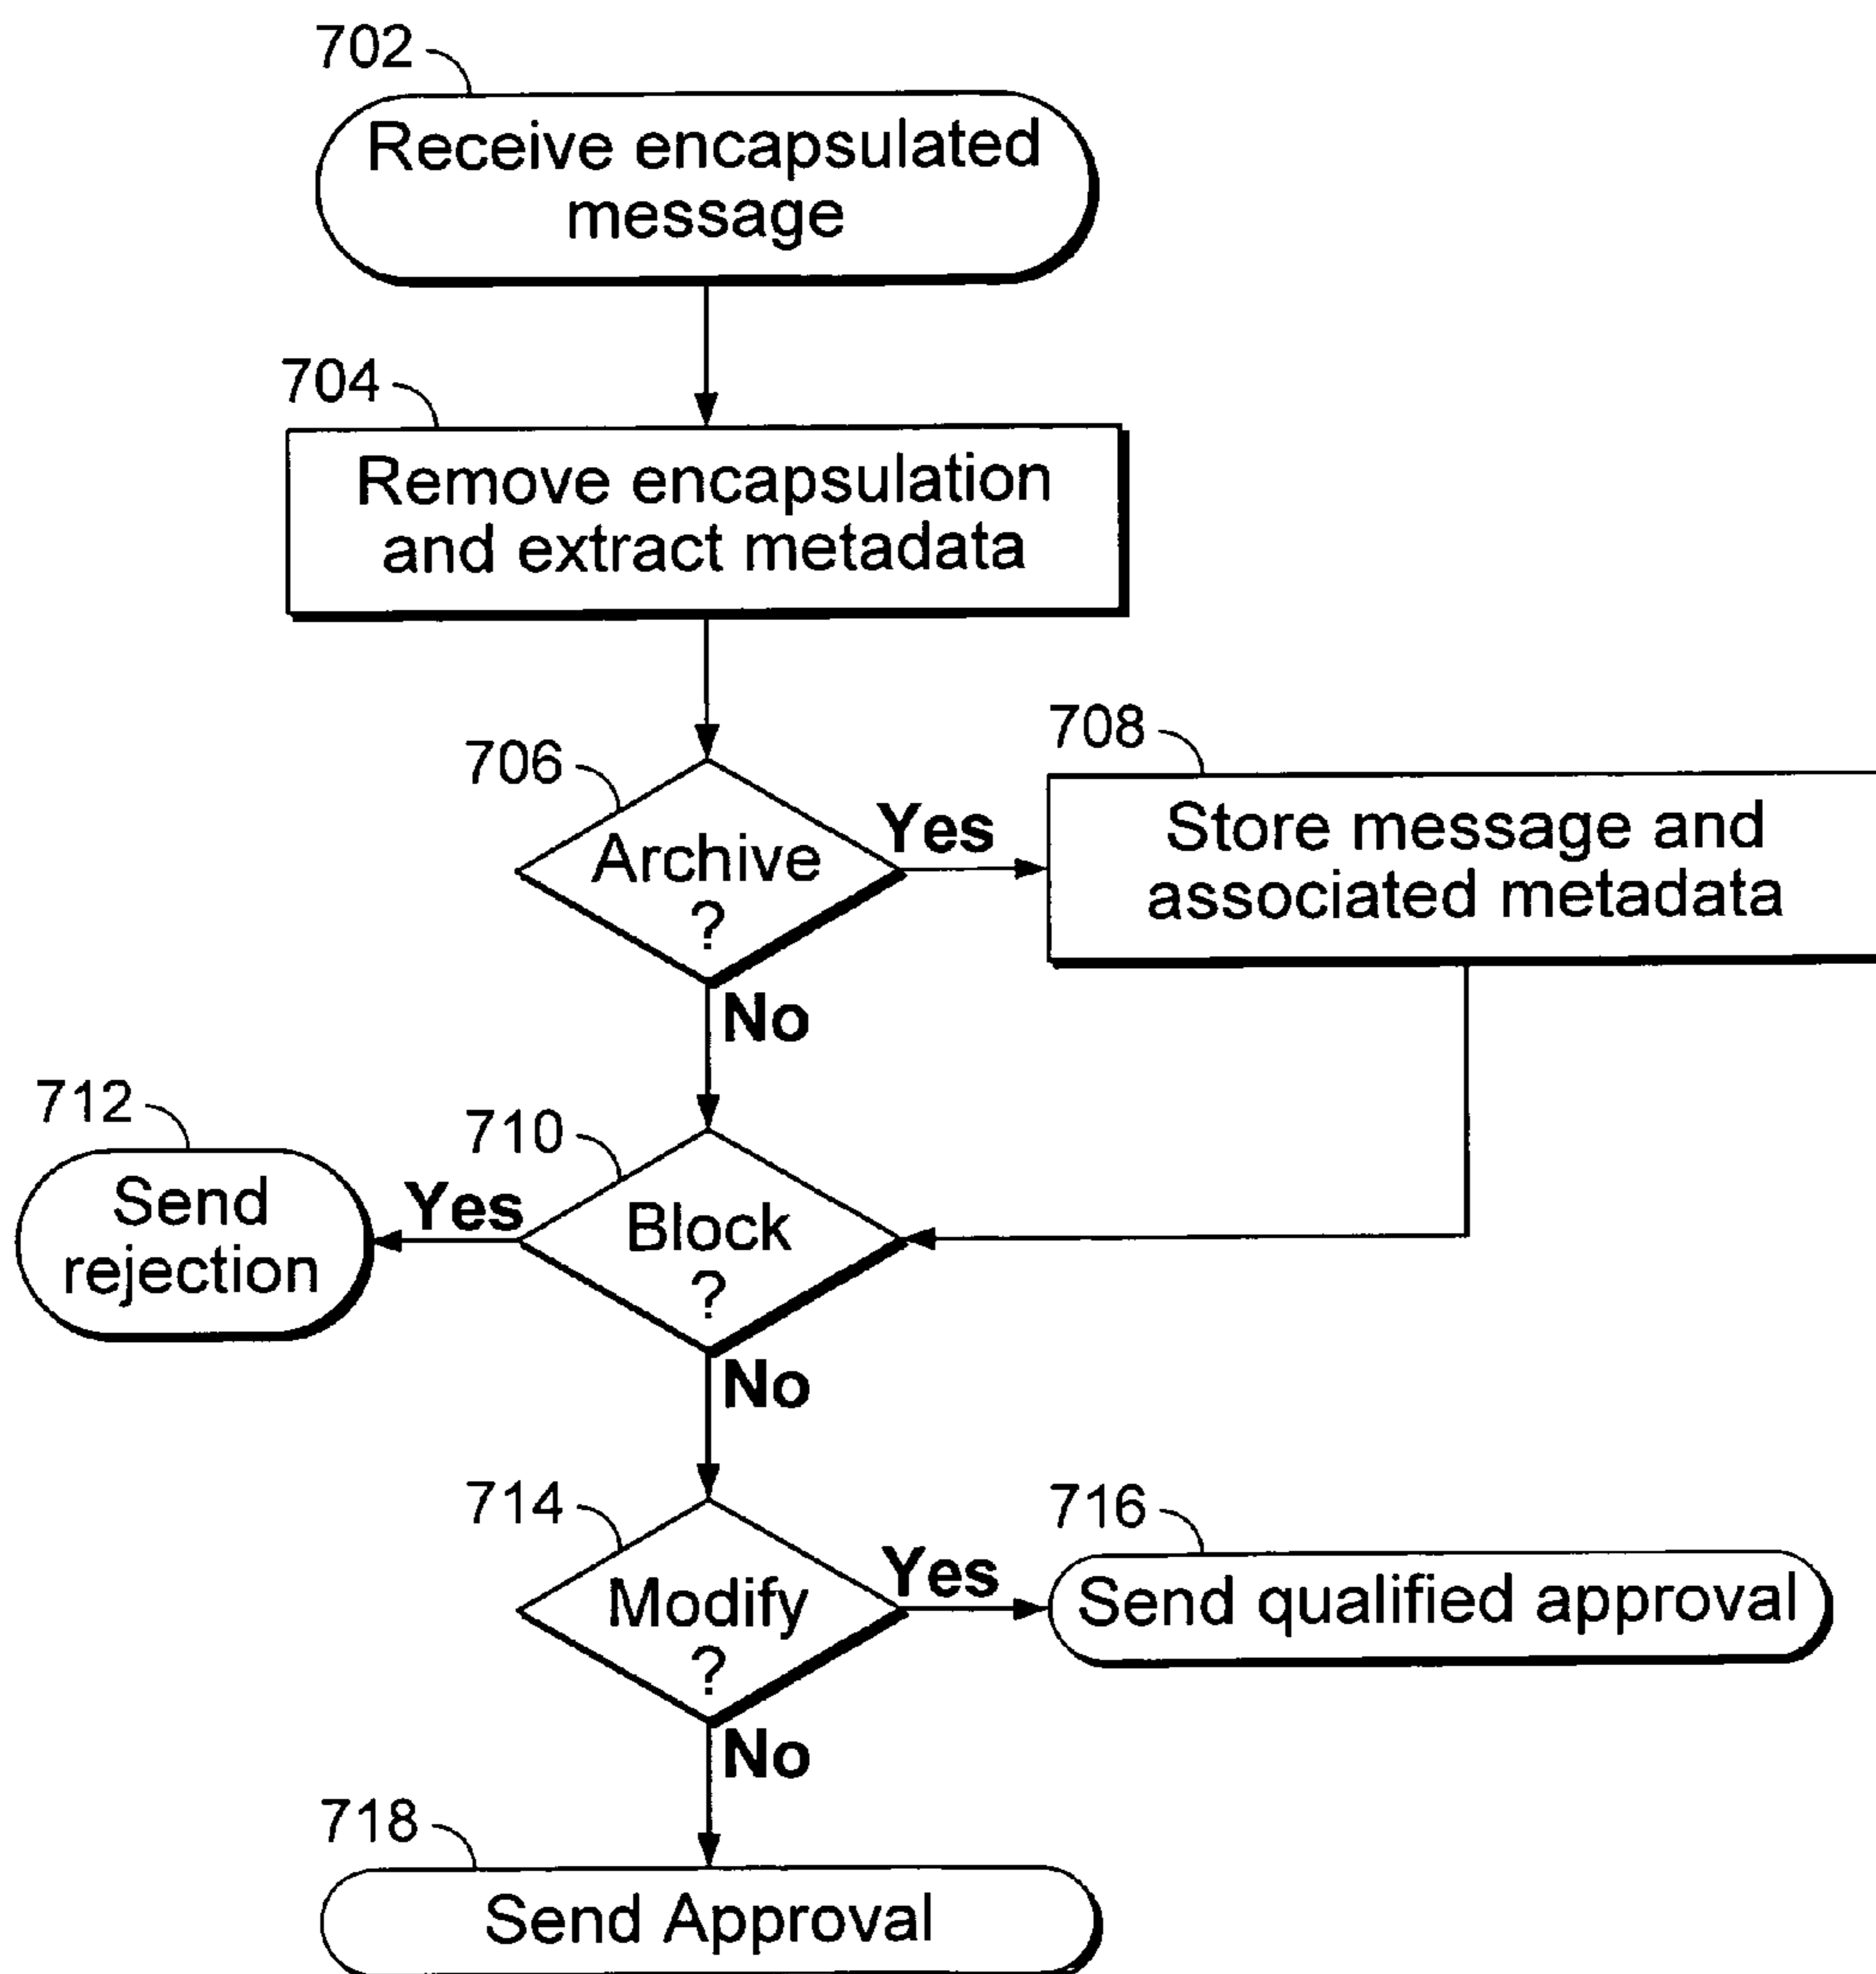 702
Receive encapsulated
message
704
Remove encapsulation
and extract metadata
706
Archive
?
Yes
708
Store message and
associated metadata
No
712
Send
rejection
Yes
710
Block
?
No
714
Modify
?
Yes
716
Send qualified approval
No
718
Send Approval